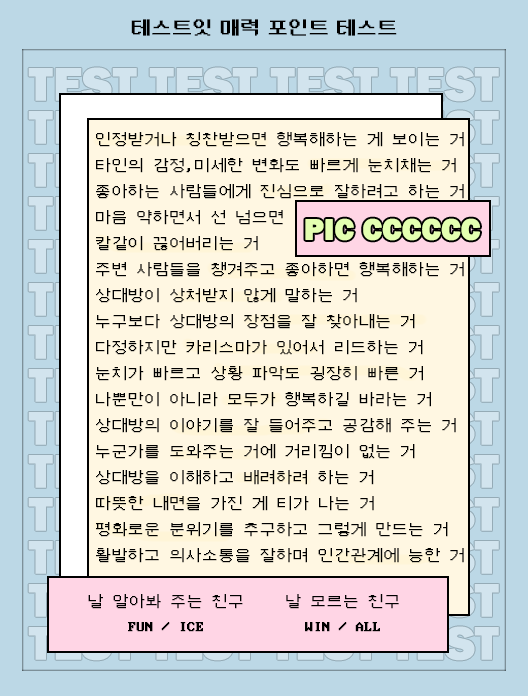 테스트잇 매력 포인트 테스트
TEST TEST TEST TEST
인정받거나 칭찬받으면 행복해하는 게 보이는 거
타인의 감정,미세한 변화도 빠르게 눈치채는 거
좋아하는 사람들에게 진심으로 잘하려고 하는 거
마음 약하면서 선 넘으면
PIC CCCCCC
칼같이 끊어버리는 거
주변 사람들을 챙겨주고 좋아하면 행복해하는 거
상대방이 상처받지 않게 말하는 거
누구보다 상대방의 장점을 잘 찾아내는 거
다정하지만 카리스마가 있어서 리드하는 거
눈치가 빠르고 상황 파악도 굉장히 빠른 거
나뿐만이 아니라 모두가 행복하길 바라는 거
상대방의 이야기를 잘 들어주고 공감해 주는 거
누군가를 도와주는 거에 거리낌이 없는 거
상대방을 이해하고 배려하려 하는 거
따뜻한 내면을 가진 게 티가 나는 거
평화로운 분위기를 추구하고 그렇게 만드는 거
활발하고 의사소통을 잘하며 인간관계에 능한 거
날 알아봐 주는 친구 날 모르는 친구
FUN / ICE WIN / ALL